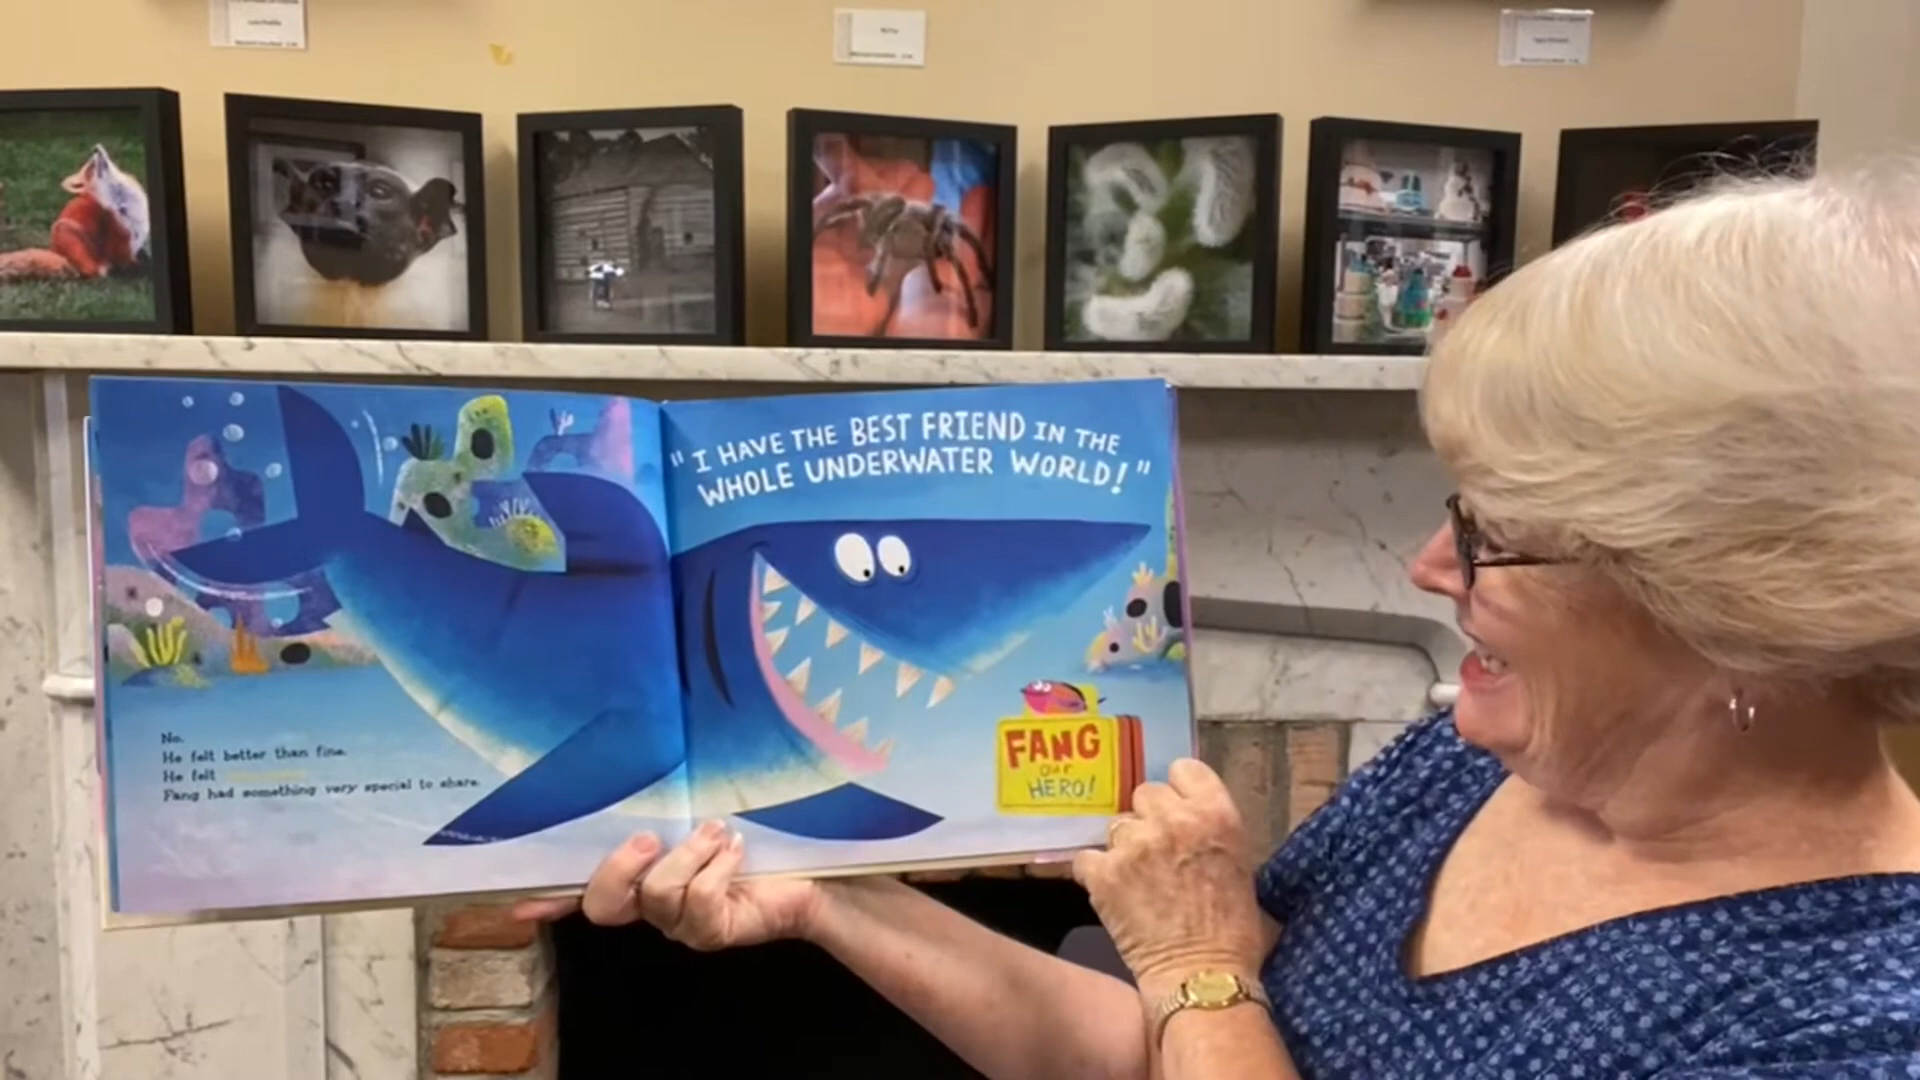 "I HAVE THE BEST FRIEND IN THE
WHOLE UNDERWATER WORLD!"
No.
He felt better than fine.
He felt
Fang had something very special to share.
FANG
OUR
HERO!